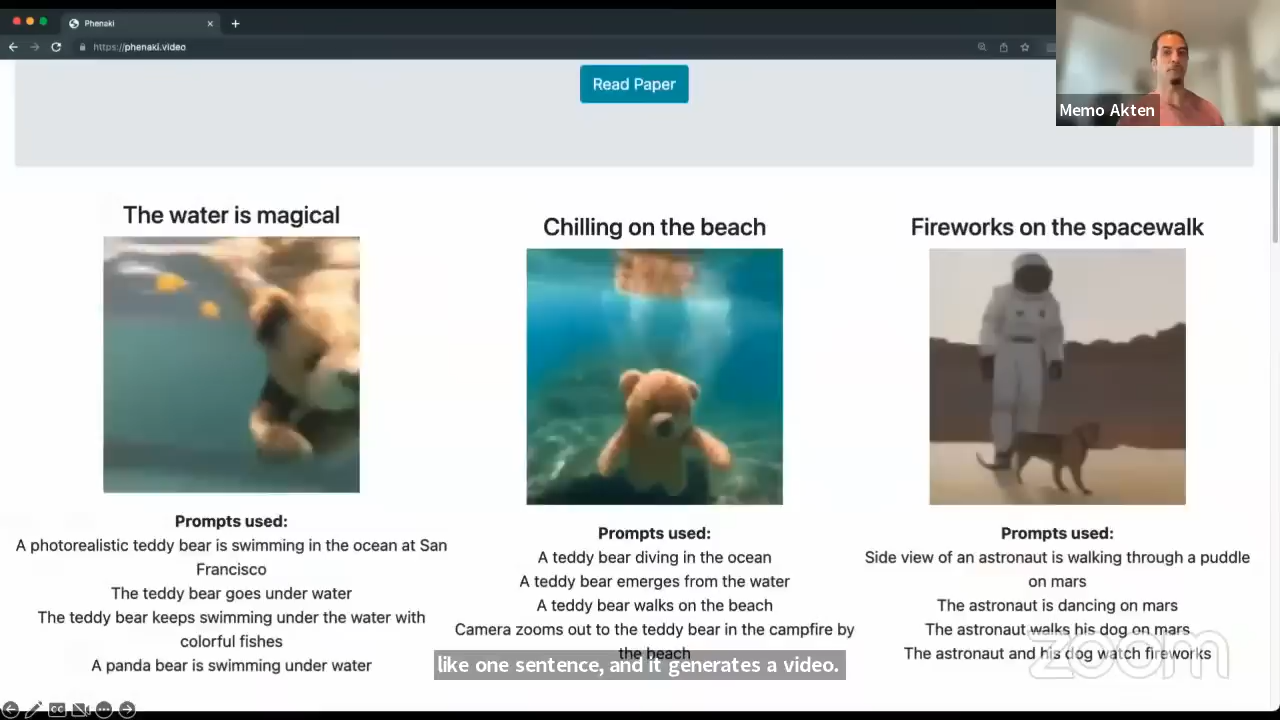 Phenaki
https://phenaki.video
Read Paper
Memo Akten
The water is magical
Prompts used:
A photorealistic teddy bear is swimming in the ocean at San
Francisco
The teddy bear goes under water
The teddy bear keeps swimming under the water with
colorful fishes
A panda bear is swimming under water
Chilling on the beach
Prompts used:
A teddy bear diving in the ocean
A teddy bear emerges from the water
A teddy bear walks on the beach
Camera zooms out to the teddy bear in the campfire by
the beach
Fireworks on the spacewalk
Prompts used:
Side view of an astronaut is walking through a puddle
on mars
The astronaut is dancing on mars
The astronaut walks his dog on mars
The astronaut and his dog watch fireworks
like one sentence, and it generates a video.
zoom
CC